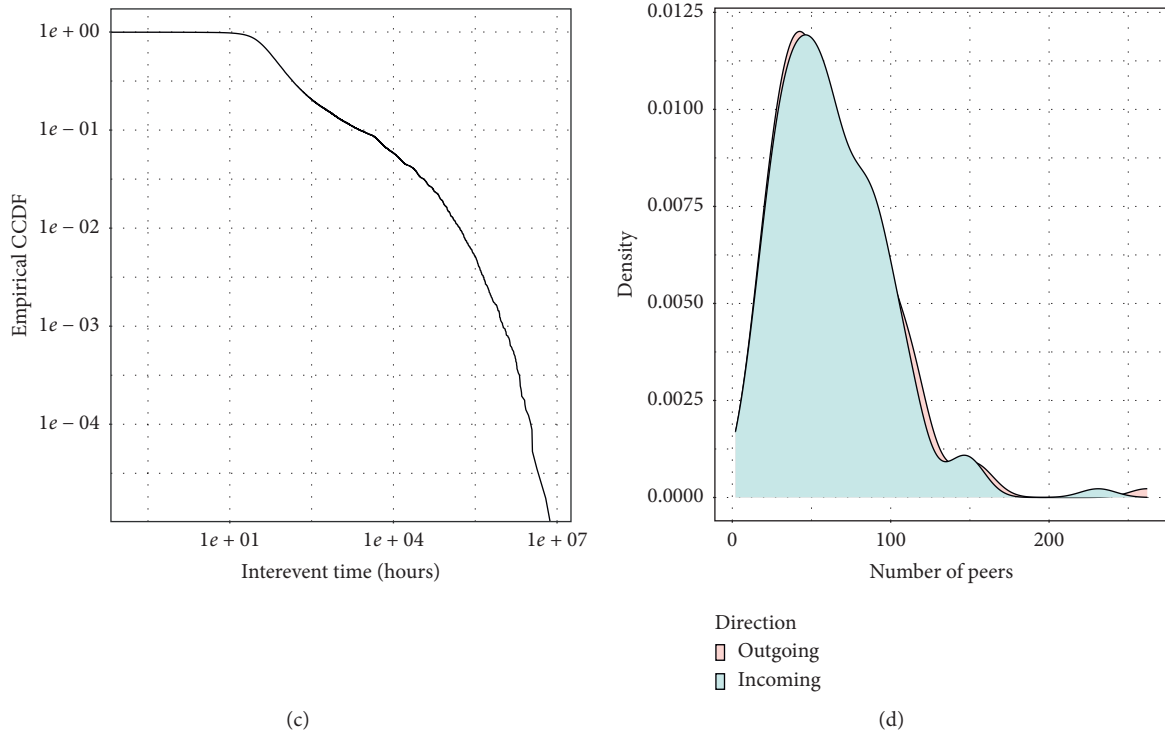 1e + 00
1e − 01
1e − 02
1e − 03
1e − 04
Empirical CCDF
1e + 01
1e + 04
1e + 07
Interevent time (hours)
(c)
0.0125
0.0100
0.0075
0.0050
0.0025
0.0000
Density
0
100
200
Number of peers
Direction
Outgoing
Incoming
(d)